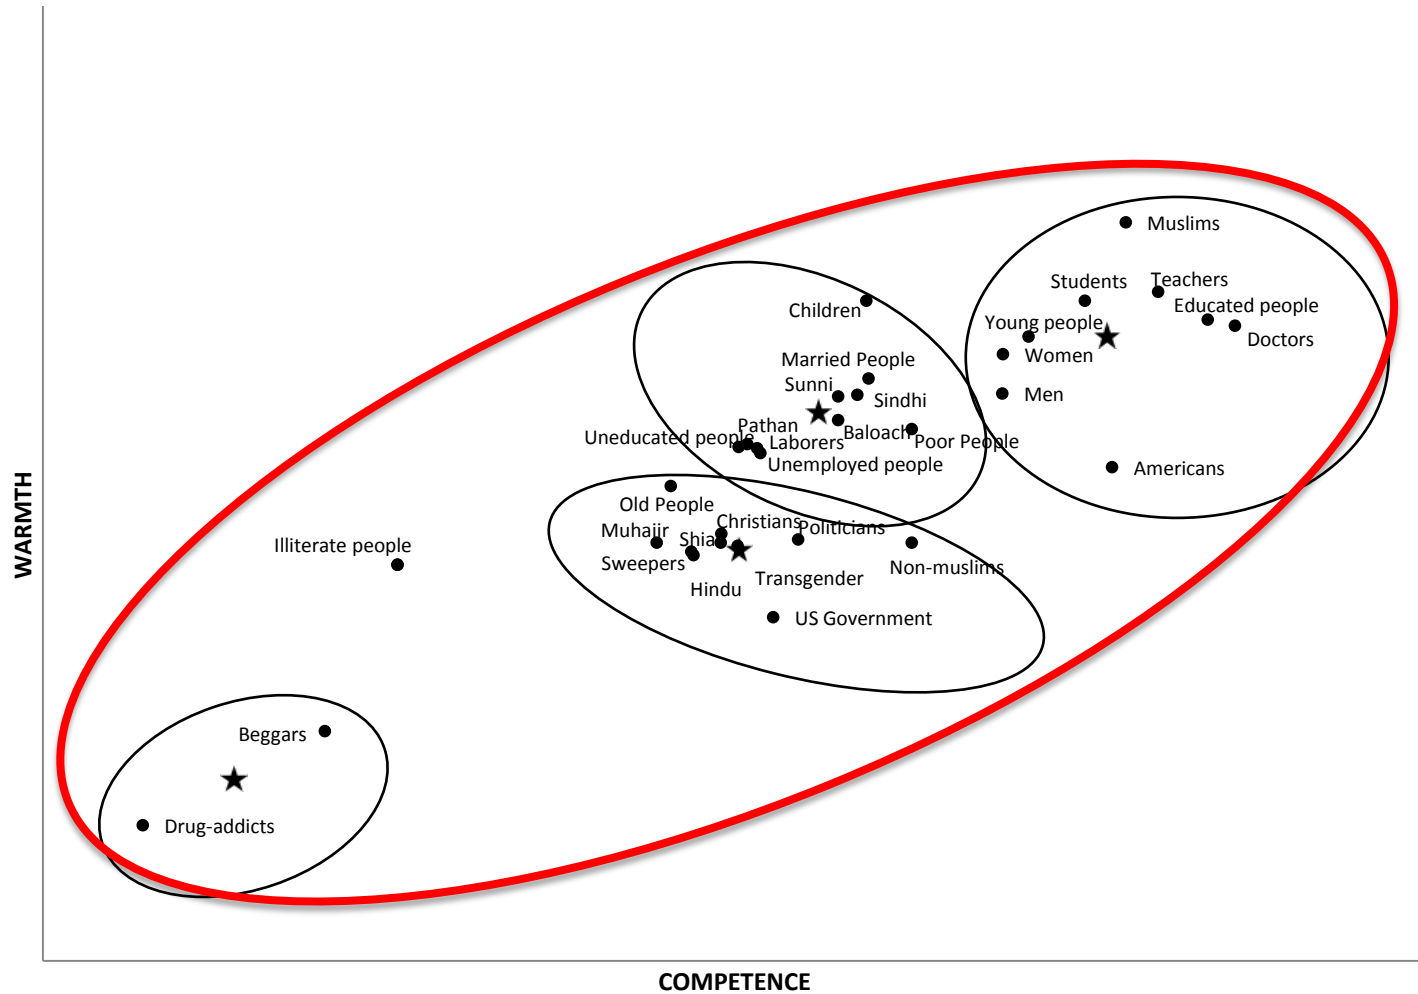 Muslims
Students
Teachers
Educated people
Children
Young people
Doctors
Women
Married People
Sunni
Men
Sindhi
Pathan
Baloach
Uneducated people
Laborers
Poor People
Unemployed people
Americans
WARMTH
Old People
Christians
Politicians
Muhajir
Shia
Illiterate people
Sweepers
Non-muslims
Transgender
Hindu
US Government
Beggars
Drug-addicts
COMPETENCE